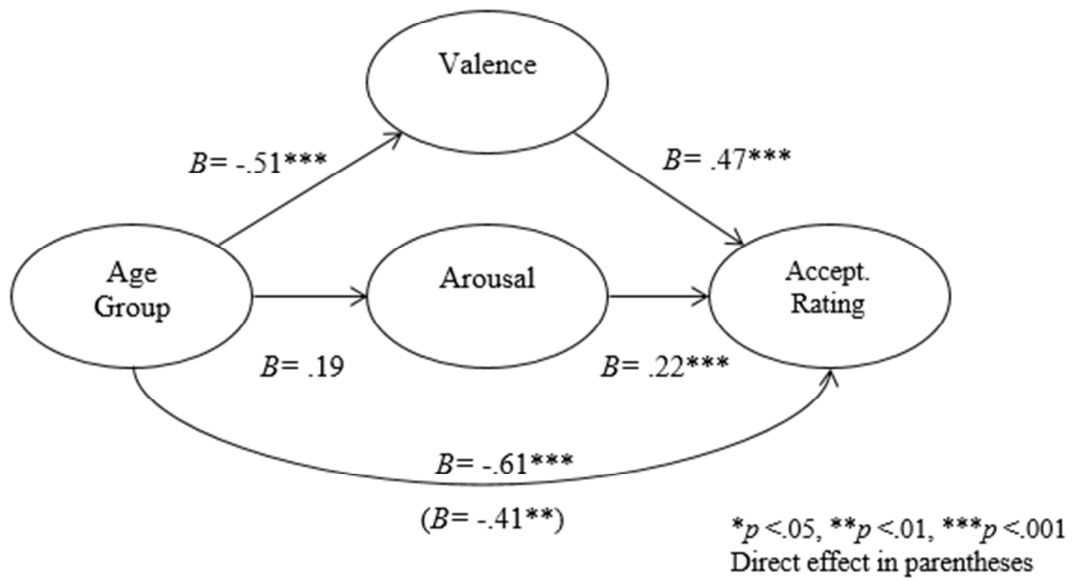 Valence
B= -.51***
B= .47***
Age
Group
Arousal
Accept.
Rating
B= .19
B= .22***
B= -.61***
(B= -.41**)
*p <.05, **p <.01, ***p <.001
Direct effect in parentheses